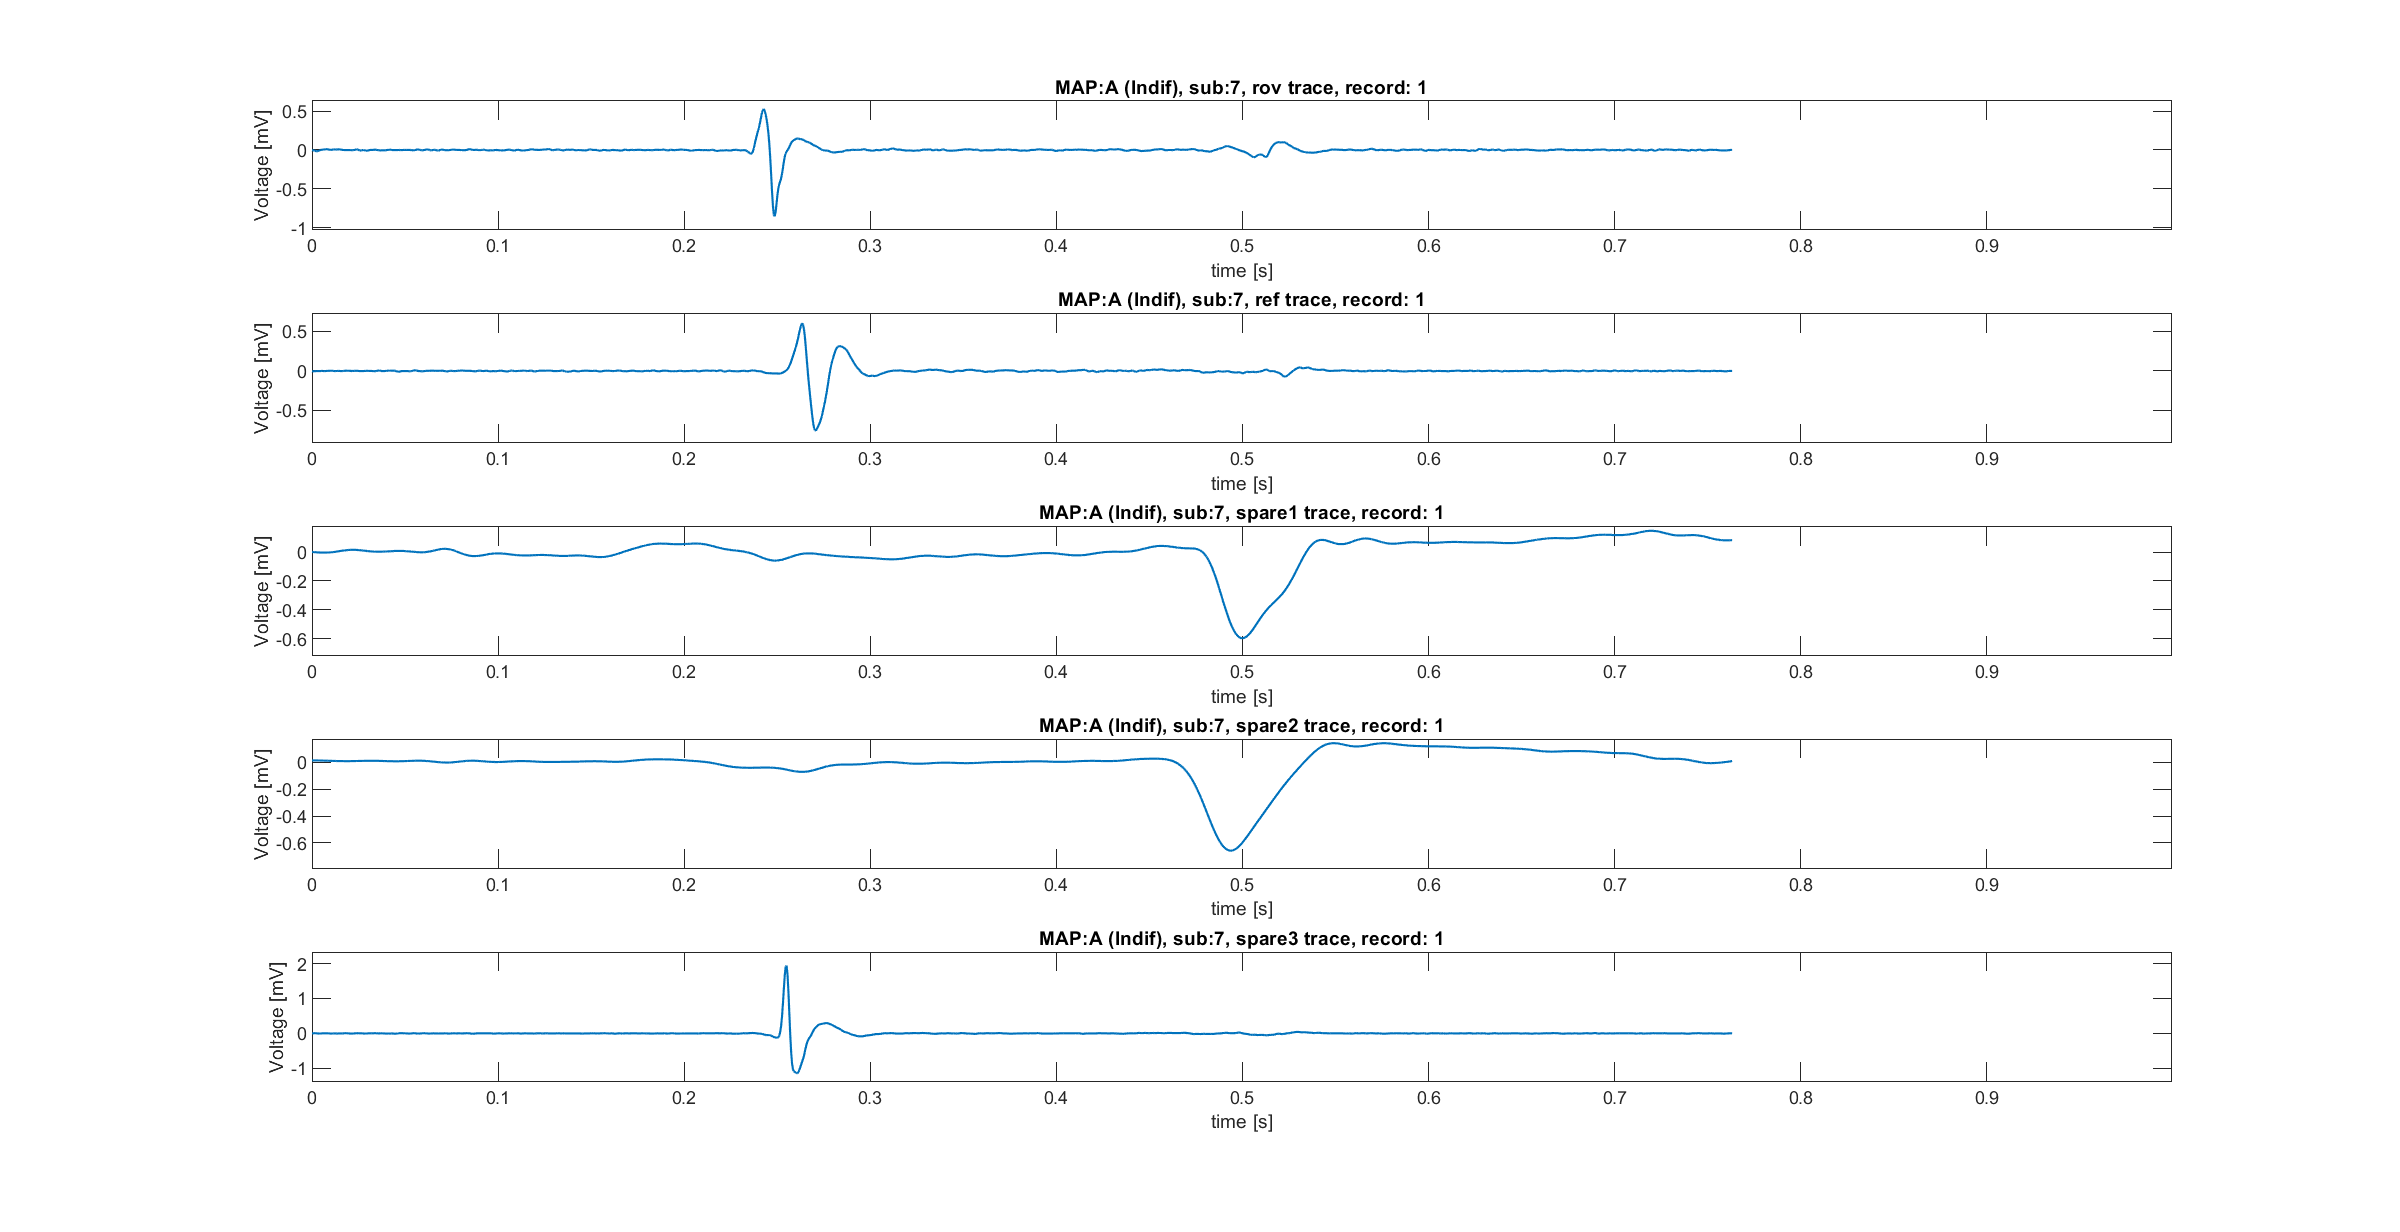 MAP:A (Indif), sub:7, rov trace, record: 1
Voltage [mV]
0.5
0
-0.5
-1
0 0.1 0.2 0.3 0.4 0.5 0.6 0.7 0.8 0.9
time [s]
MAP:A (Indif), sub:7, ref trace, record: 1
Voltage [mV]
0.5
0
-0.5
0 0.1 0.2 0.3 0.4 0.5 0.6 0.7 0.8 0.9
time [s]
MAP:A (Indif), sub:7, spare1 trace, record: 1
Voltage [mV]
0
-0.2
-0.4
-0.6
0 0.1 0.2 0.3 0.4 0.5 0.6 0.7 0.8 0.9
time [s]
MAP:A (Indif), sub:7, spare2 trace, record: 1
Voltage [mV]
0
-0.2
-0.4
-0.6
0 0.1 0.2 0.3 0.4 0.5 0.6 0.7 0.8 0.9
time [s]
MAP:A (Indif), sub:7, spare3 trace, record: 1
Voltage [mV]
2
1
0
-1
0 0.1 0.2 0.3 0.4 0.5 0.6 0.7 0.8 0.9
time [s]